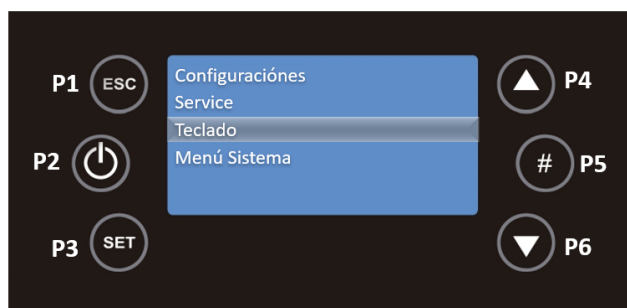 P1 ESC
Configuraciónes
P4
Service
Teclado
P2
Menú Sistema
# P5
P3 SET
P6